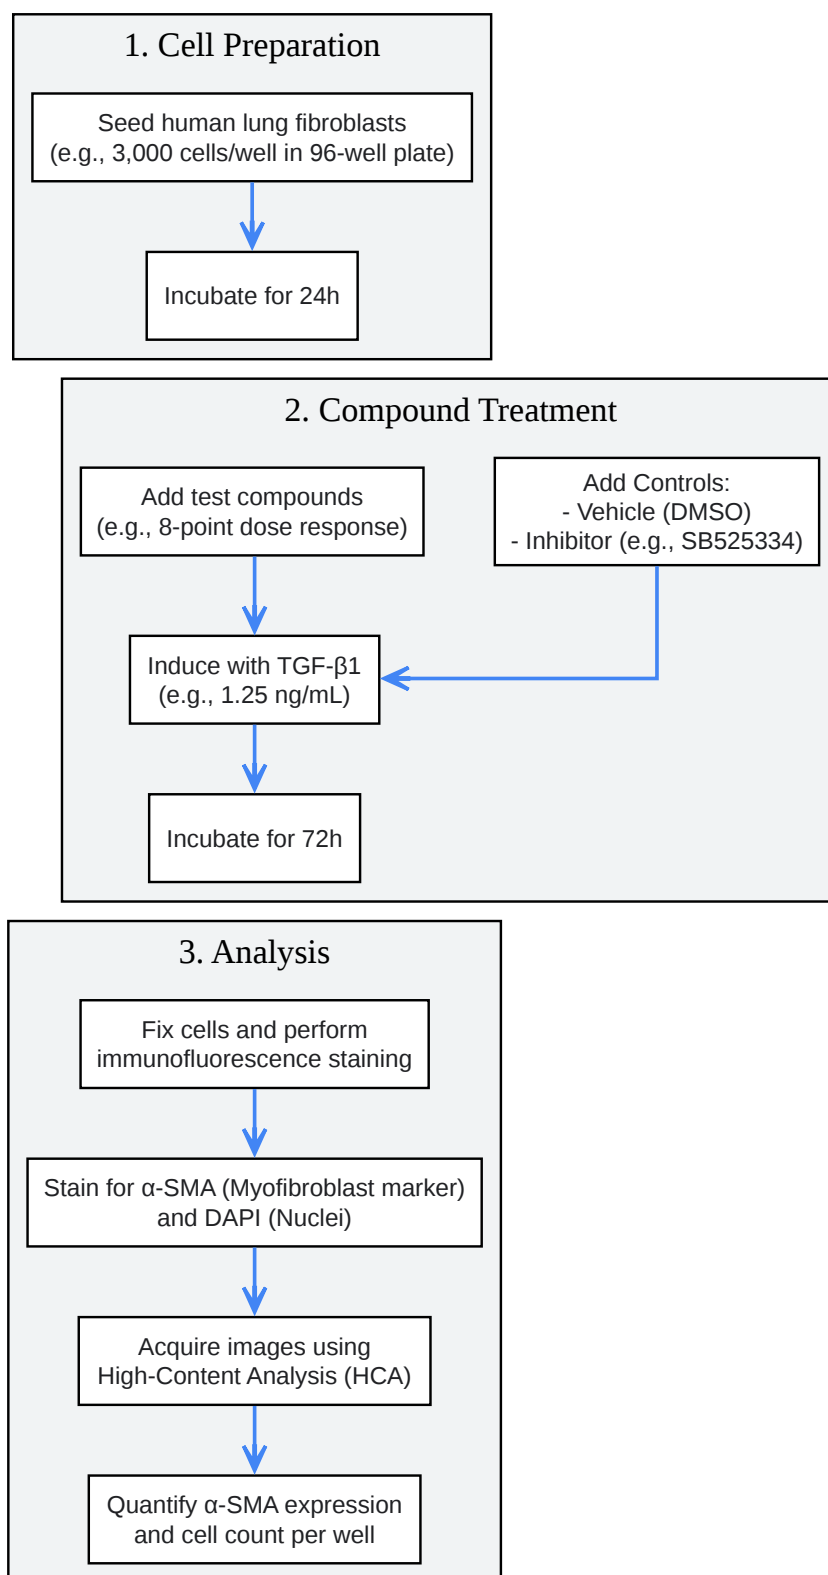 1. Cell Preparation
Seed human lung fibroblasts
(e.g., 3,000 cells/well in 96-well plate)
Incubate for 24h
2. Compound Treatment
Add test compounds
(e.g., 8-point dose response)
Add Controls:
- Vehicle (DMSO)
- Inhibitor (e.g., SB525334)
Induce with TGF-β1
(e.g., 1.25 ng/mL)
Incubate for 72h
3. Analysis
Fix cells and perform
immunofluorescence staining
Stain for α-SMA (Myofibroblast marker)
and DAPI (Nuclei)
Acquire images using
High-Content Analysis (HCA)
Quantify α-SMA expression
and cell count per well